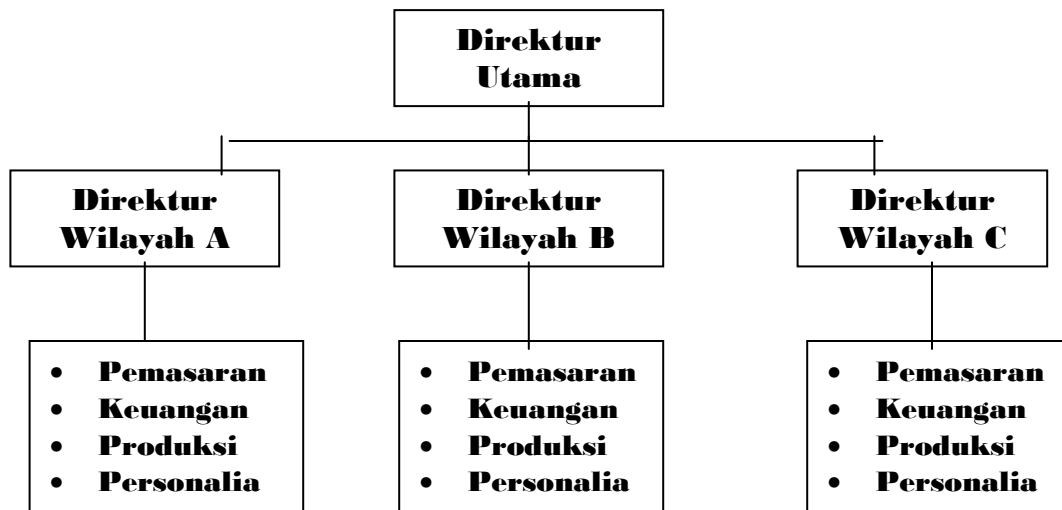 Direktur
Utama
Direktur
Wilayah A
Direktur
Wilayah B
Direktur
Wilayah C
• Pemasaran
• Keuangan
• Produksi
• Personalia
• Pemasaran
• Keuangan
• Produksi
• Personalia
• Pemasaran
• Keuangan
• Produksi
• Personalia